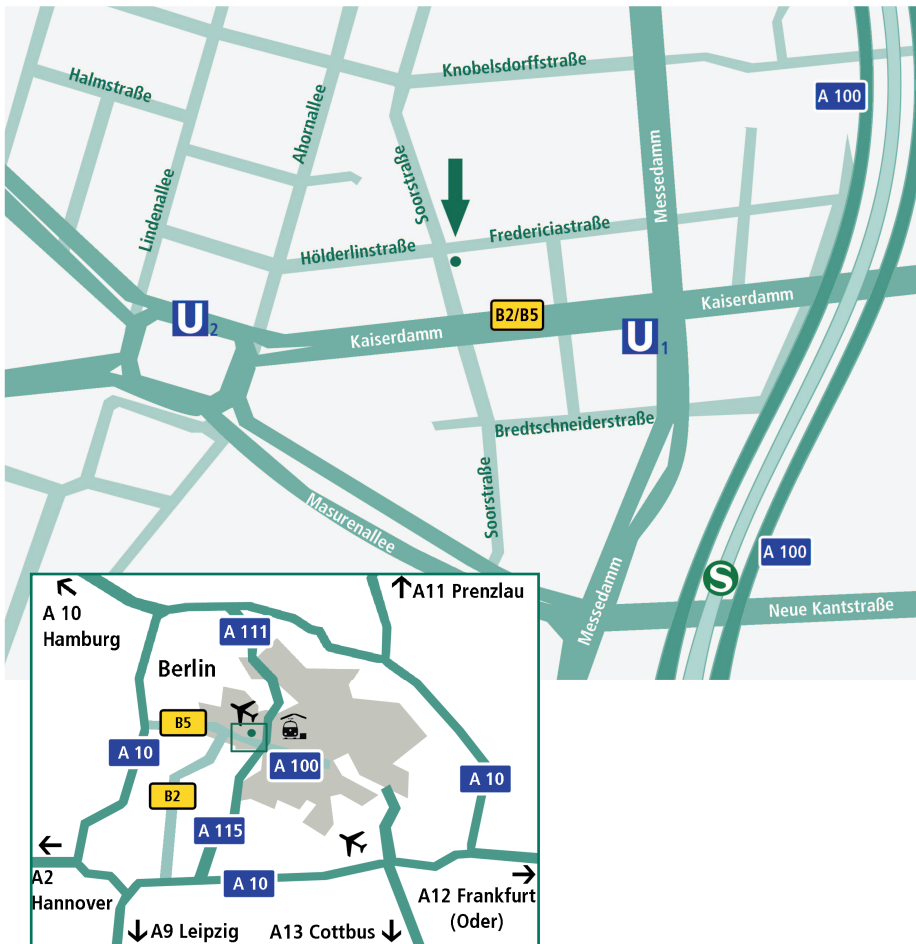 Knobelsdorffstraße
Halmstraße
A 100
Ahornallee
Soorstraße
Messedamm
Lindenallee
Fredericiastraße
Hölderlinstraße
Kaiserdamm
B2/B5
U2
Kaiserdamm
U1
Bredtschneiderstraße
Soorstraße
Masurenallee
A 100
S
Messedamm
Neue Kantstraße
A 10
Hamburg
A11 Prenzlau
A 111
Berlin
B5
A 10
A 100
A 10
B2
A 115
A2
Hannover
A 10
A12 Frankfurt
(Oder)
A9 Leipzig
A13 Cottbus